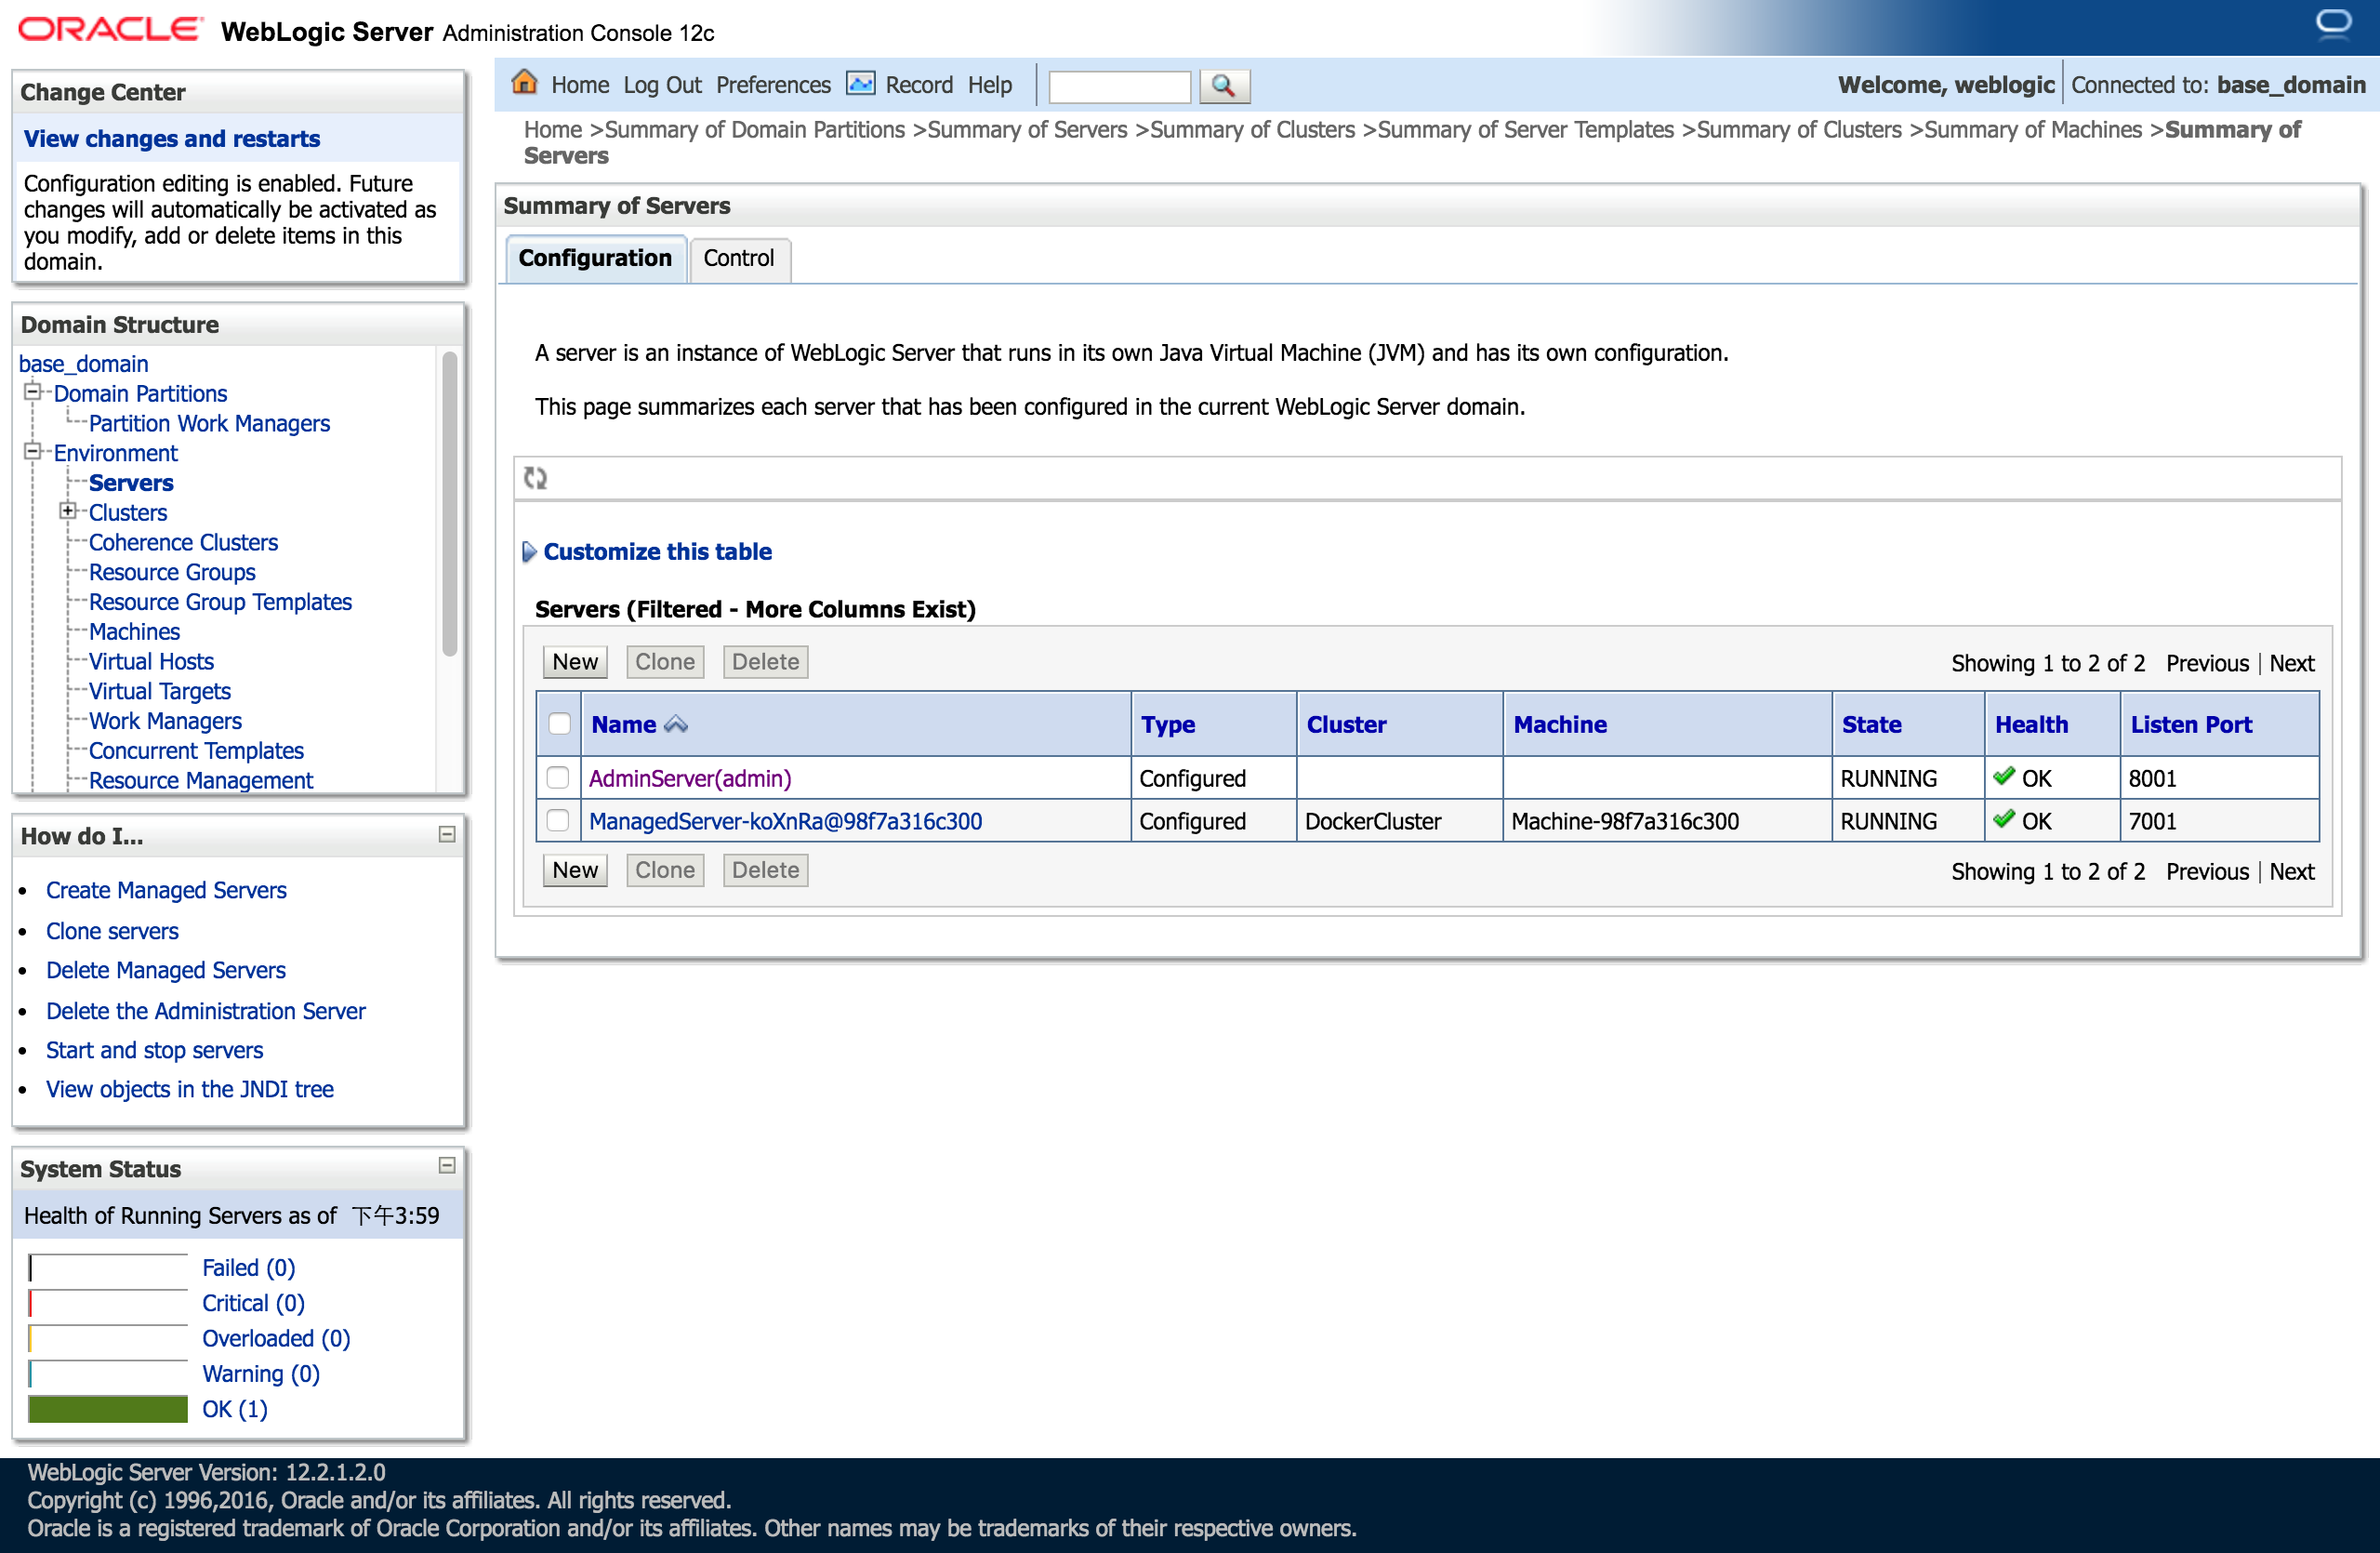 ORACLE WebLogic Server Administration Console 12c
Change Center
View changes and restarts
Configuration editing is enabled. Future
changes will automatically be activated as
you modify, add or delete items in this
domain.
Domain Structure
base_domain
Domain Partitions
Partition Work Managers
Environment
Servers
Clusters
Coherence Clusters
Resource Groups
Resource Group Templates
Machines
Virtual Hosts
Virtual Targets
Work Managers
Concurrent Templates
Resource Management
How do I...
Create Managed Servers
Clone servers
Delete Managed Servers
Delete the Administration Server
Start and stop servers
View objects in the JNDI tree
System Status
Health of Running Servers as of 下午3:59
Failed (0)
Critical (0)
Overloaded (0)
Warning (0)
OK (1)
Home Log Out Preferences Record Help
Welcome, weblogic Connected to: base_domain
Home >Summary of Domain Partitions >Summary of Servers >Summary of Clusters >Summary of Server Templates >Summary of Clusters >Summary of Machines >Summary of
Servers
Summary of Servers
Configuration Control
A server is an instance of WebLogic Server that runs in its own Java Virtual Machine (JVM) and has its own configuration.
This page summarizes each server that has been configured in the current WebLogic Server domain.
Customize this table
Servers (Filtered - More Columns Exist)
New Clone Delete Showing 1 to 2 of 2 Previous | Next
Name Type Cluster Machine State Health Listen Port
AdminServer(admin) Configured RUNNING OK 8001
ManagedServer-koXnRa@98f7a316c300 Configured DockerCluster Machine-98f7a316c300 RUNNING OK 7001
New Clone Delete Showing 1 to 2 of 2 Previous | Next
WebLogic Server Version: 12.2.1.2.0
Copyright (c) 1996,2016, Oracle and/or its affiliates. All rights reserved.
Oracle is a registered trademark of Oracle Corporation and/or its affiliates. Other names may be trademarks of their respective owners.